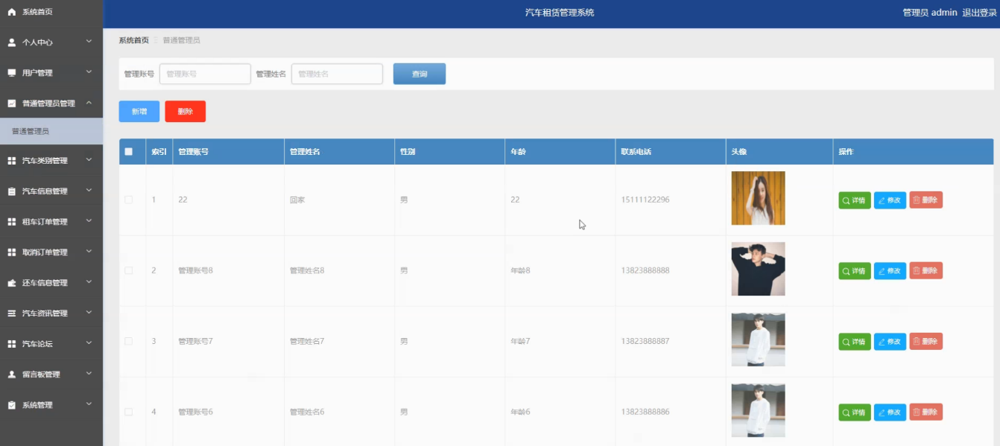 汽车租赁管理系统
管理员 admin 退出登录
系统首页
个人中心
用户管理
普通管理员管理
普通管理员
汽车类别管理
汽车信息管理
租车订单管理
取消订单管理
还车信息管理
汽车资讯管理
汽车论坛
留言板管理
系统管理
系统首页 普通管理员
管理账号 管理账号 管理姓名 管理姓名 查询
新增 删除
索引 管理账号 管理姓名 性别 年龄 联系电话 头像 操作
1 22 回家 男 22 15111122296 详情 修改 删除
2 管理账号8 管理姓名8 男 年龄8 13823888888 详情 修改 删除
3 管理账号7 管理姓名7 男 年龄7 13823888887 详情 修改 删除
4 管理账号6 管理姓名6 男 年龄6 13823888886 详情 修改 删除